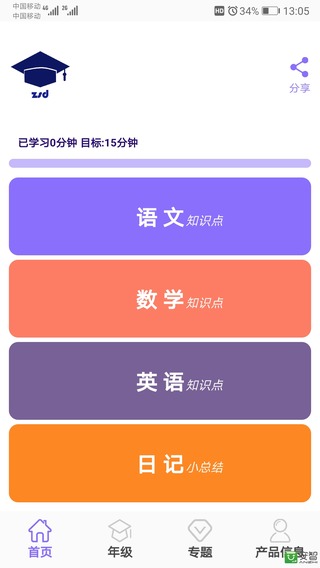 中国移动 4G 2G HD 34% 13:05
中国移动
zsd
分享
已学习0分钟 目标:15分钟
语文知识点
数学知识点
英语知识点
日记小总结
首页 年级 专题 产品信息
安智